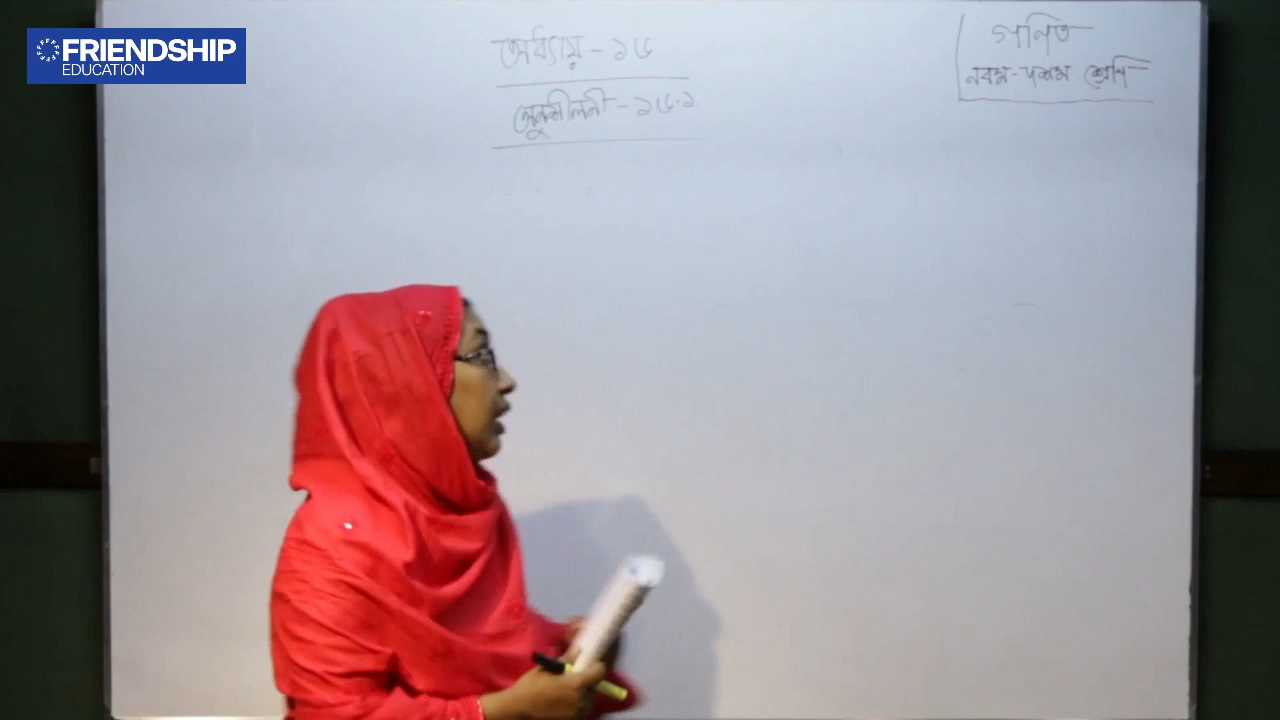 FRIENDSHIP
EDUCATION
অধ্যায় - ১৬
অনুশীলনী - ১৬.১
গণিত
নবম-দশম শ্রেণি